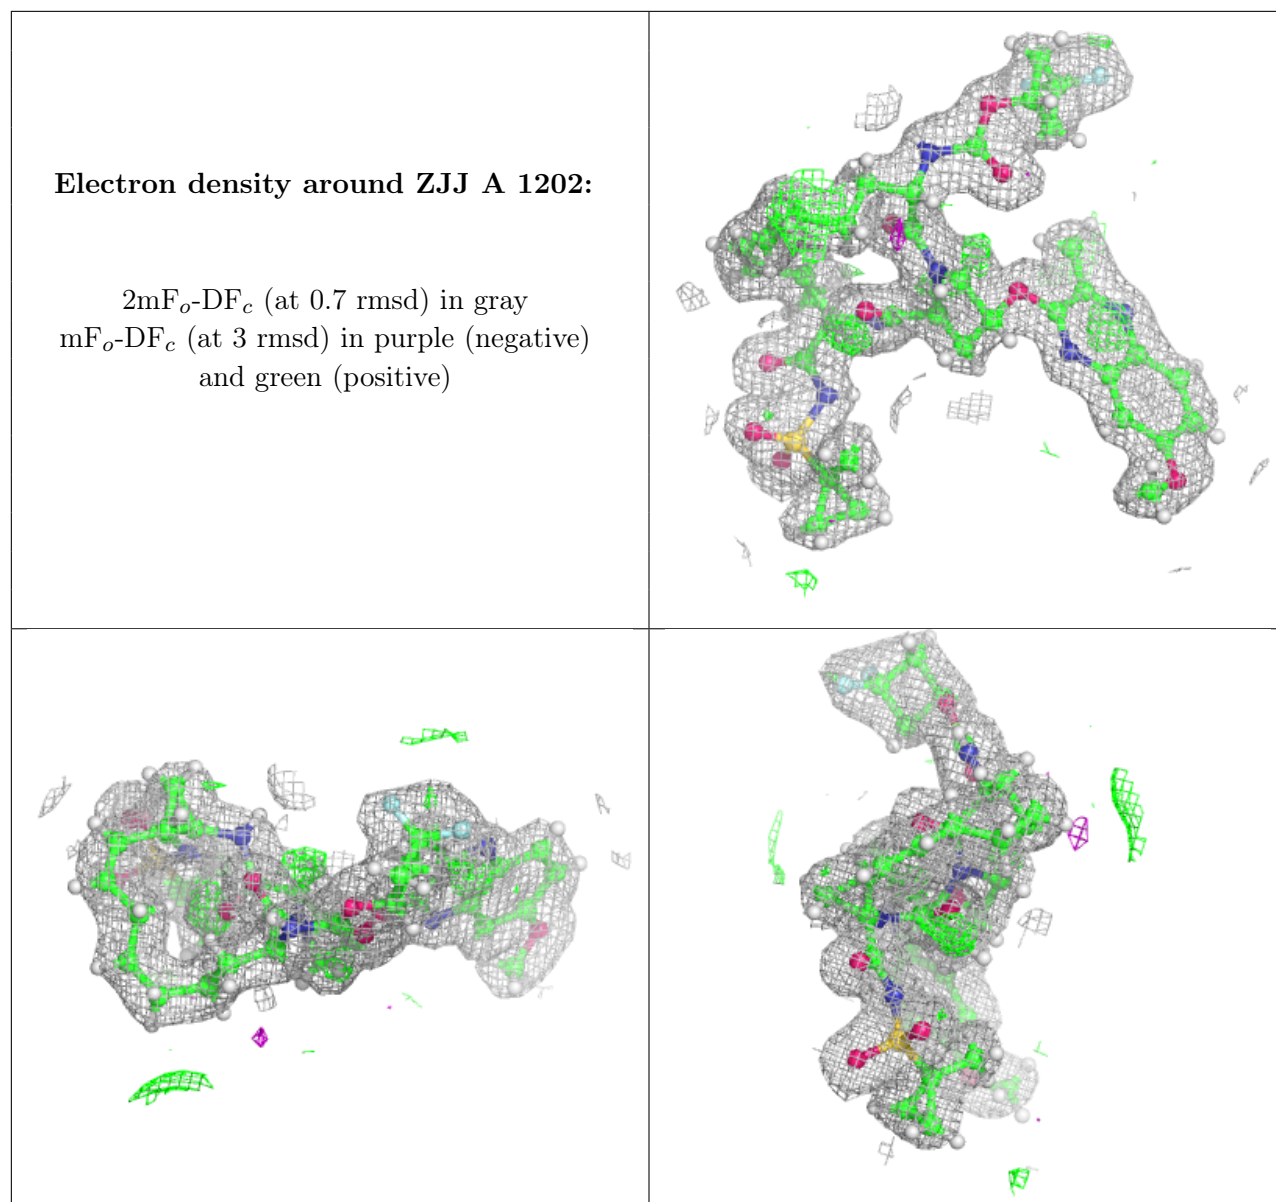 Electron density around ZJJ A 1202:
2mFo-DFc (at 0.7 rmsd) in gray
mFo-DFc (at 3 rmsd) in purple (negative)
and green (positive)